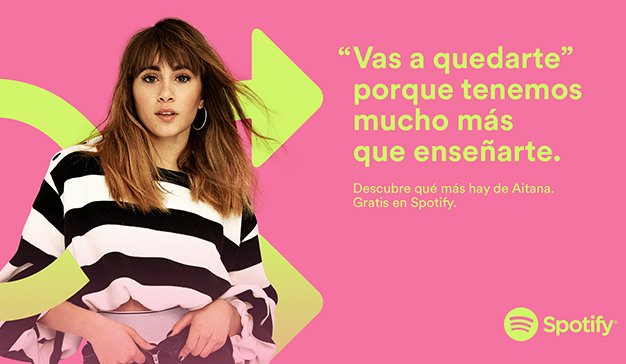 “Vas a quedarte”
porque tenemos
mucho más
que enseñarte.
Descubre qué más hay de Aitana.
Gratis en Spotify.
Spotify®